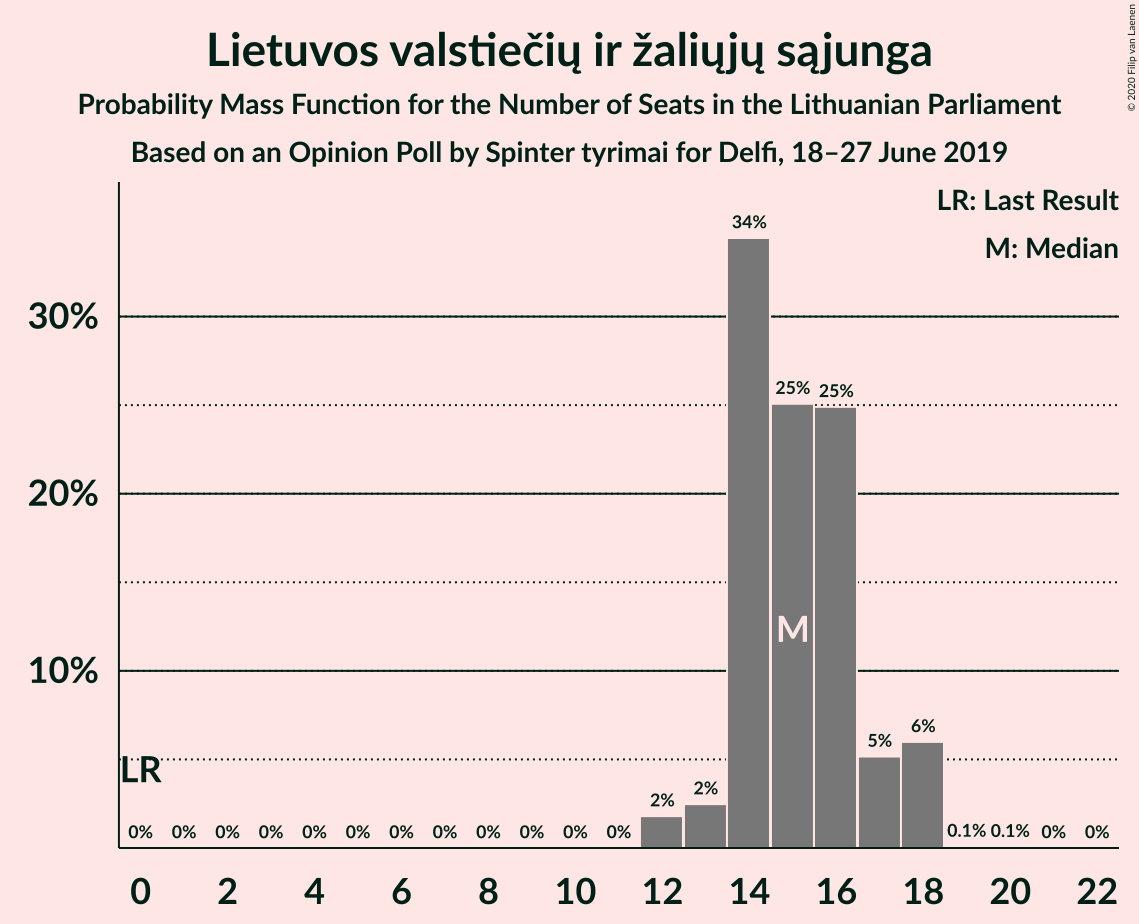 Lietuvos valstiečių ir žaliųjų sąjunga
Probability Mass Function for the Number of Seats in the Lithuanian Parliament
Based on an Opinion Poll by Spinter tyrimai for Delfi, 18–27 June 2019
© 2020 Filip van Laenen
LR: Last Result
M: Median
34%
30%
25% 25%
20%
M
10%
6%
5%
LR
2%
2%
0% 0% 0% 0% 0% 0% 0% 0% 0% 0% 0% 0% 0.1% 0.1% 0% 0%
0 2 4 6 8 10 12 14 16 18 20 22